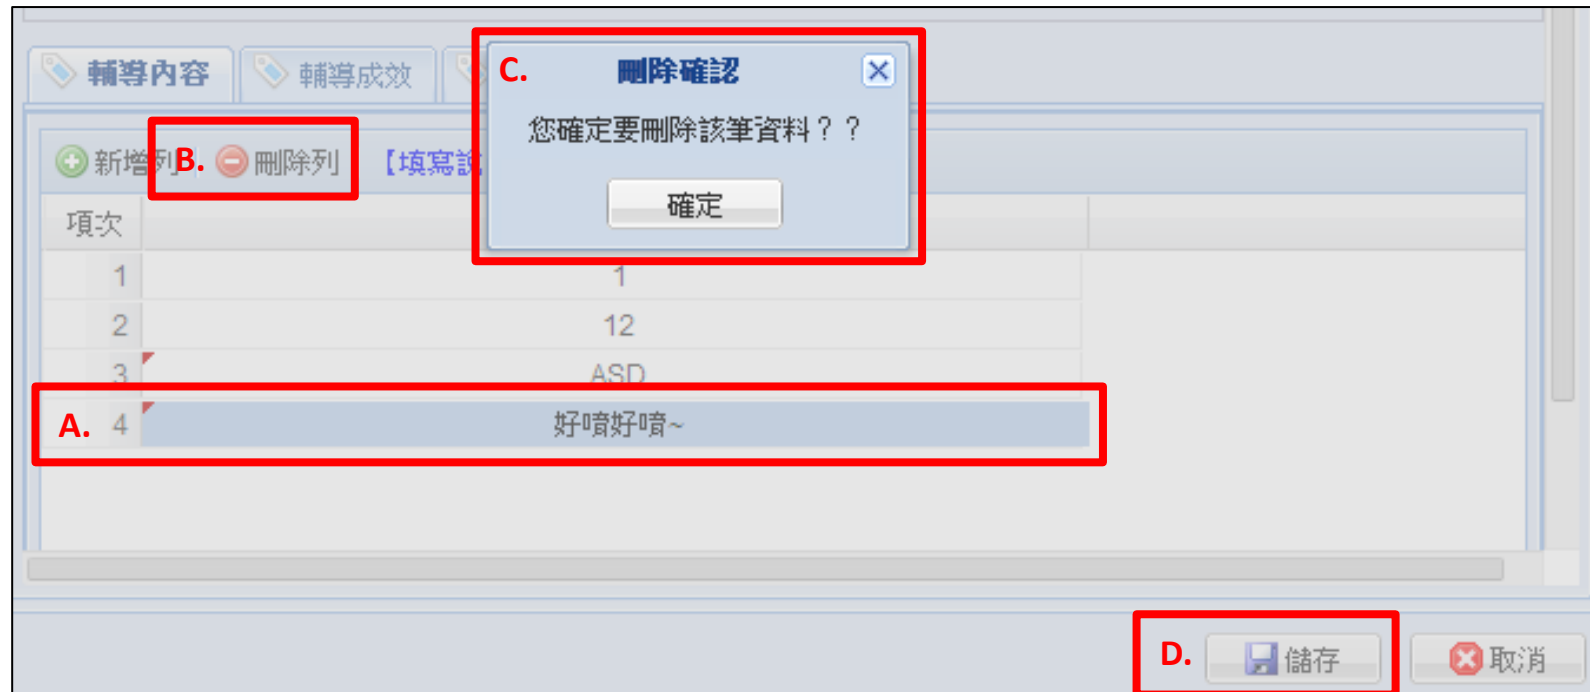 輔導內容 輔導成效
C. 刪除確認
您確定要刪除該筆資料？？
確定
新增列 B. 刪除列 【填寫說
項次
1 1
2 12
3 ASD
A. 4 好唷好唷~
D. 儲存 取消